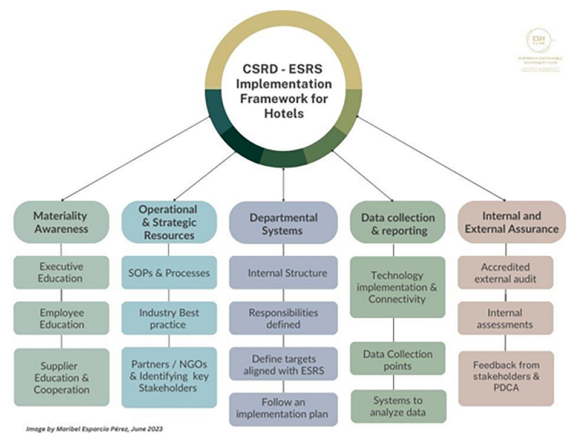 CSRD - ESRS
Implementation
Framework for
Hotels
ESH
Materiality
Awareness
Executive
Education
Employee
Education
Supplier
Education &
Cooperation
Operational
& Strategic
Resources
SOPs & Processes
Industry Best
practice
Partners / NGOs
& Identifying key
Stakeholders
Departmental
Systems
Internal Structure
Responsibilities
defined
Define targets
aligned with ESRS
Follow an
implementation plan
Data collection
& reporting
Technology
implementation &
Connectivity
Data Collection
points
Systems to
analyze data
Internal and
External Assurance
Accredited
external audit
Internal
assessments
Feedback from
stakeholders &
PDCA
Image by Maribel Esparcia Pérez, June 2023